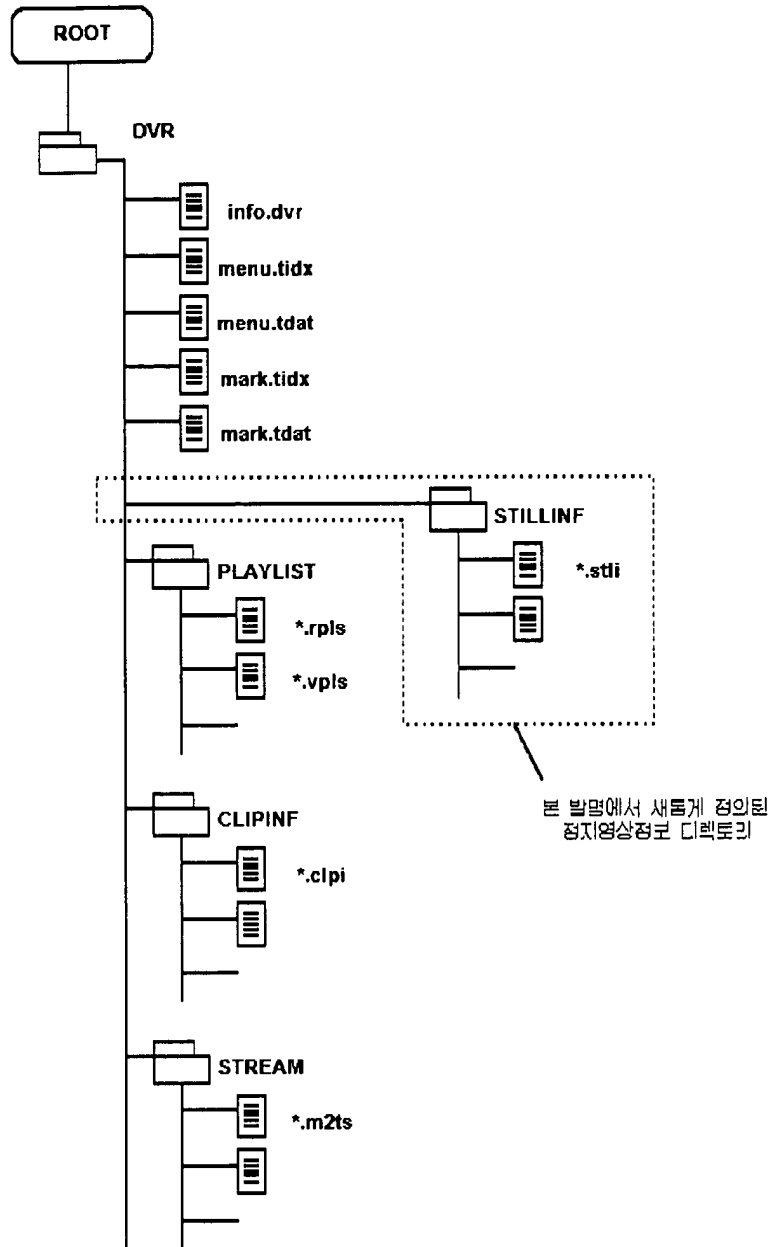 ROOT
DVR
info.dvr
menu.tidx
menu.tdat
mark.tidx
mark.tdat
STILLINF
*.stli
PLAYLIST
*.rpls
*.vpls
본 발명에서 새롭게 정의된
정지영상정보 디렉토리
CLIPINF
*.clpi
STREAM
*.m2ts